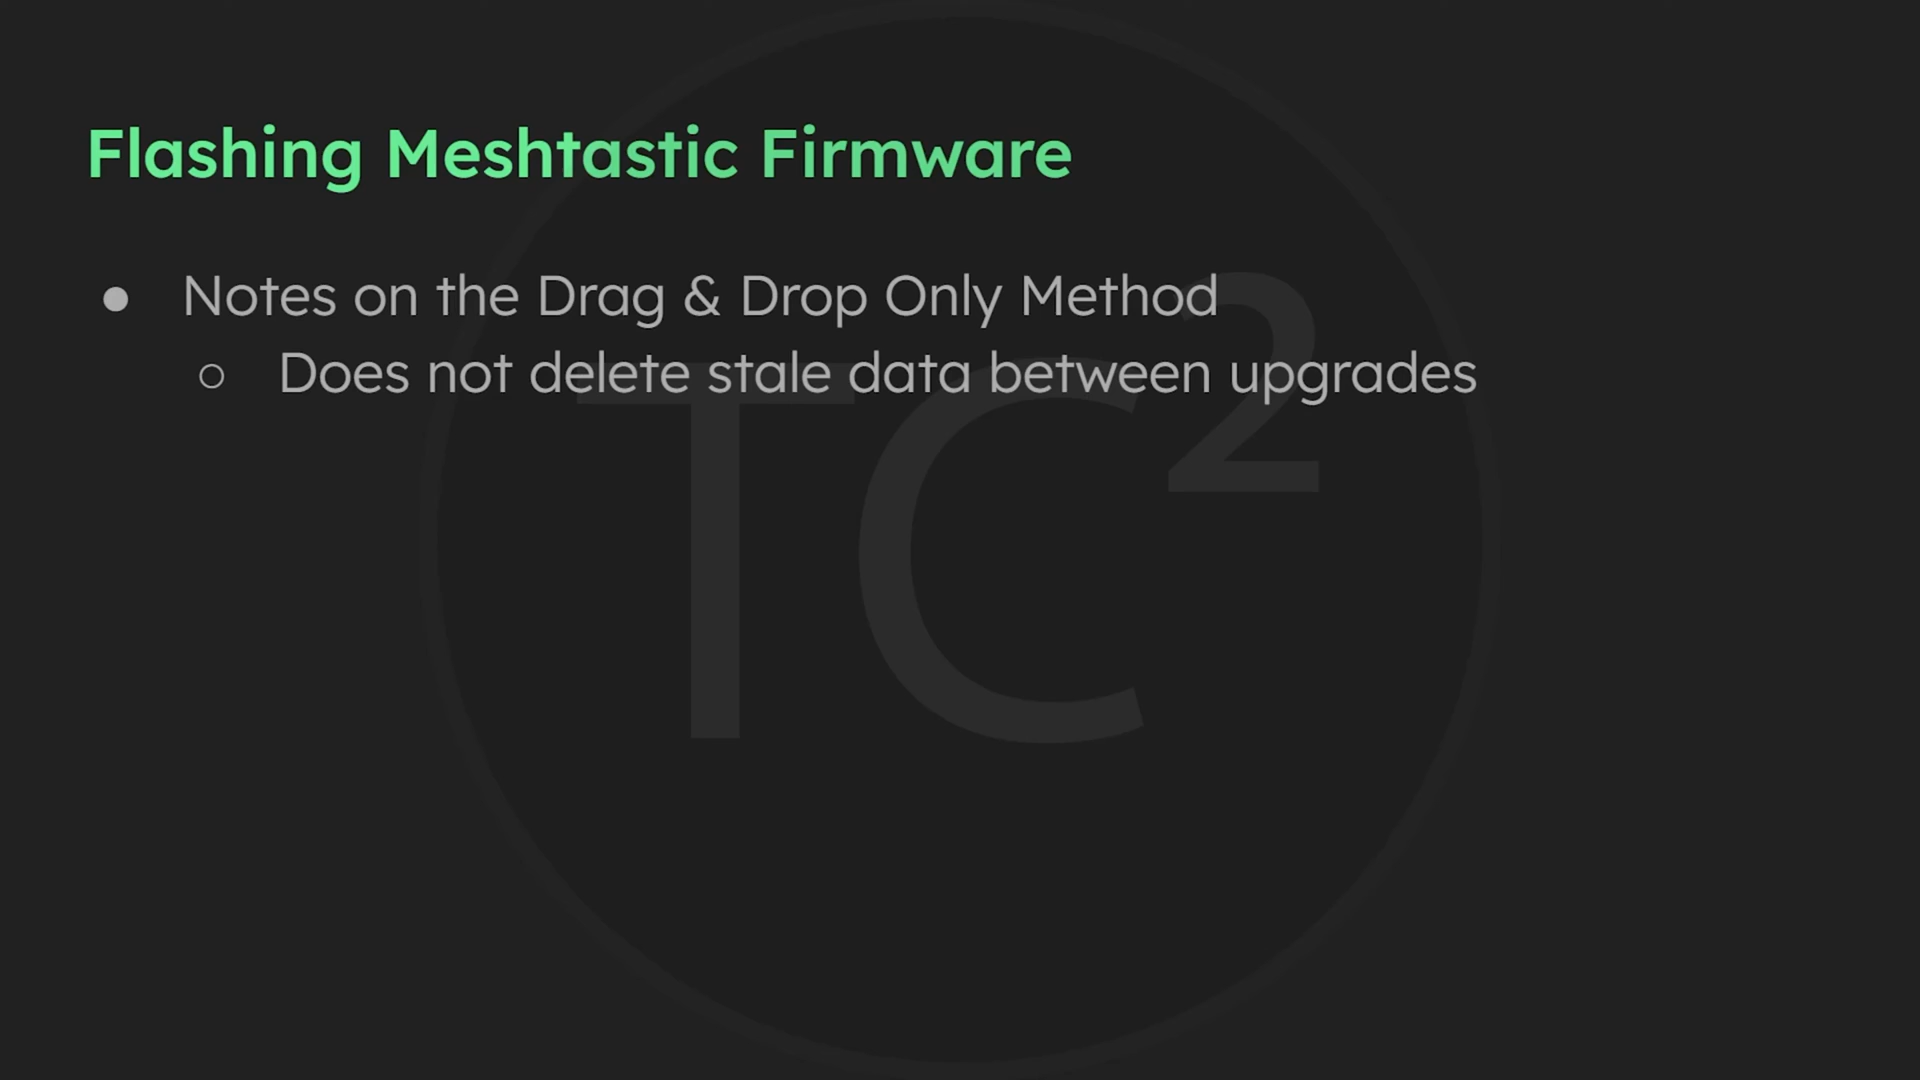 Flashing Meshtastic Firmware
● Notes on the Drag & Drop Only Method
○ Does not delete stale data between upgrades
TC²